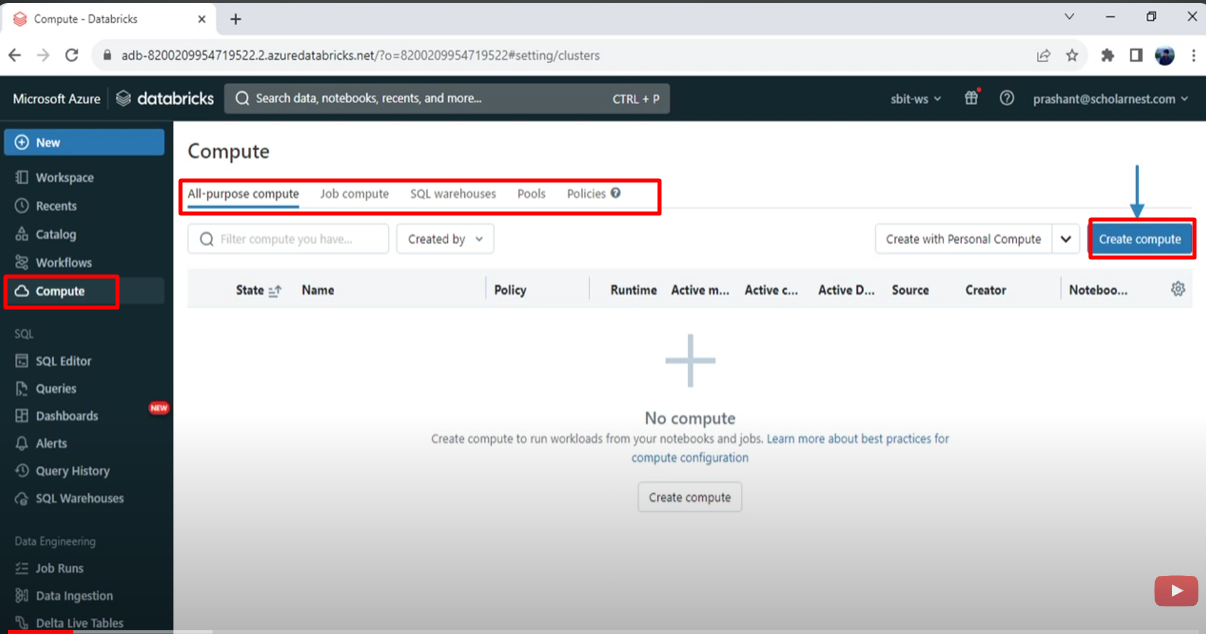 Compute - Databricks
adb-8200209954719522.2.azuredatabricks.net/?o=8200209954719522#setting/clusters
Microsoft Azure databricks Search data, notebooks, recents, and more... CTRL + P sbit-ws prashant@scholarnest.com
New
Workspace
Recents
Catalog
Workflows
Compute
SQL
SQL Editor
Queries
Dashboards NEW
Alerts
Query History
SQL Warehouses
Data Engineering
Job Runs
Data Ingestion
Delta Live Tables
Compute
All-purpose compute Job compute SQL warehouses Pools Policies
Filter compute you have... Created by Create with Personal Compute Create compute
State Name Policy Runtime Active m... Active c... Active D... Source Creator Noteboo...
No compute
Create compute to run workloads from your notebooks and jobs. Learn more about best practices for
compute configuration
Create compute